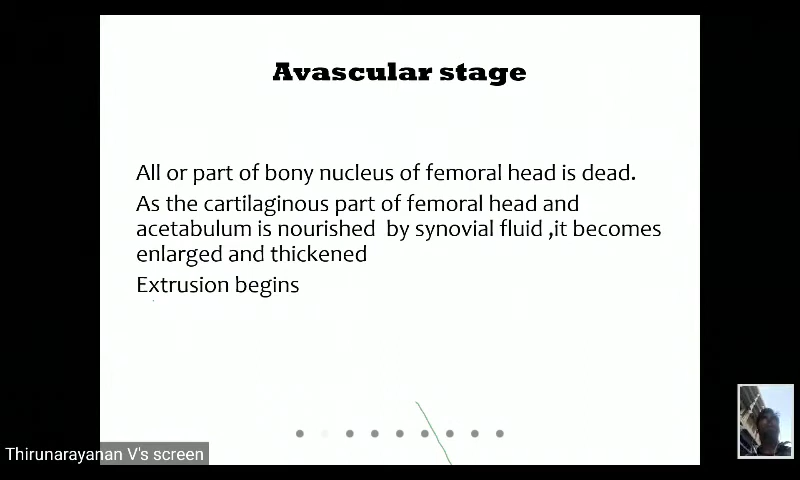 Avascular stage
All or part of bony nucleus of femoral head is dead.
As the cartilaginous part of femoral head and
acetabulum is nourished  by synovial fluid ,it becomes
enlarged and thickened
Extrusion begins
Thirunarayanan V's screen